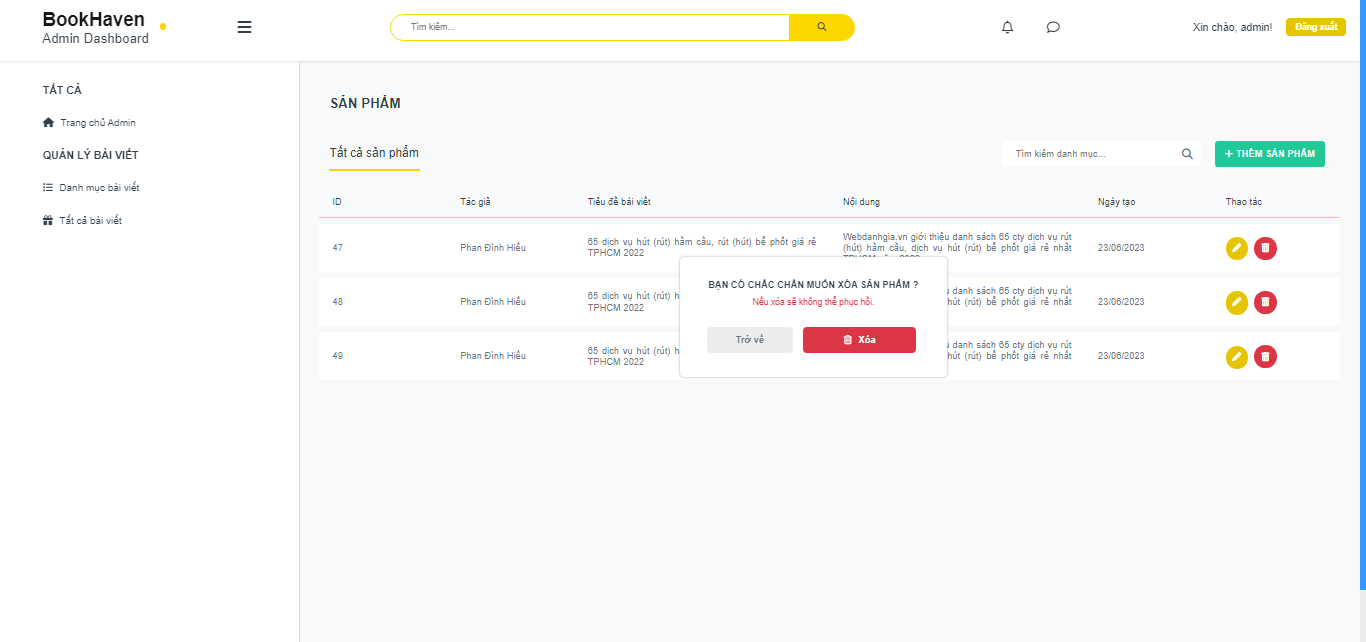 BookHaven
Admin Dashboard
Tìm kiếm...
Xin chào, admin!
Đăng xuất
TẤT CẢ
Trang chủ Admin
QUẢN LÝ BÀI VIẾT
Danh mục bài viết
Tất cả bài viết
SẢN PHẨM
Tất cả sản phẩm
Tìm kiếm danh mục...
+ THÊM SẢN PHẨM
ID
Tác giả
Tiêu đề bài viết
Nội dung
Ngày tạo
Thao tác
47
Phan Đình Hiếu
65 dịch vụ hút (rút) hầm cầu, rút (hút) bể phốt giá rẻ
TPHCM 2022
Webdanhgia.vn giới thiệu danh sách 65 cty dịch vụ rút
(hút) hầm cầu, dịch vụ hút (rút) bể phốt giá rẻ nhất
23/06/2023
48
Phan Đình Hiếu
65 dịch vụ hút (rút)
TPHCM 2022
danh sách 65 cty dịch vụ rút
hút (rút) bể phốt giá rẻ nhất
23/06/2023
49
Phan Đình Hiếu
65 dịch vụ hút (rút)
TPHCM 2022
danh sách 65 cty dịch vụ rút
hút (rút) bể phốt giá rẻ nhất
23/06/2023
BẠN CÓ CHẮC CHẮN MUỐN XÓA SẢN PHẨM ?
Nếu xóa sẽ không thể phục hồi.
Trở về
Xóa